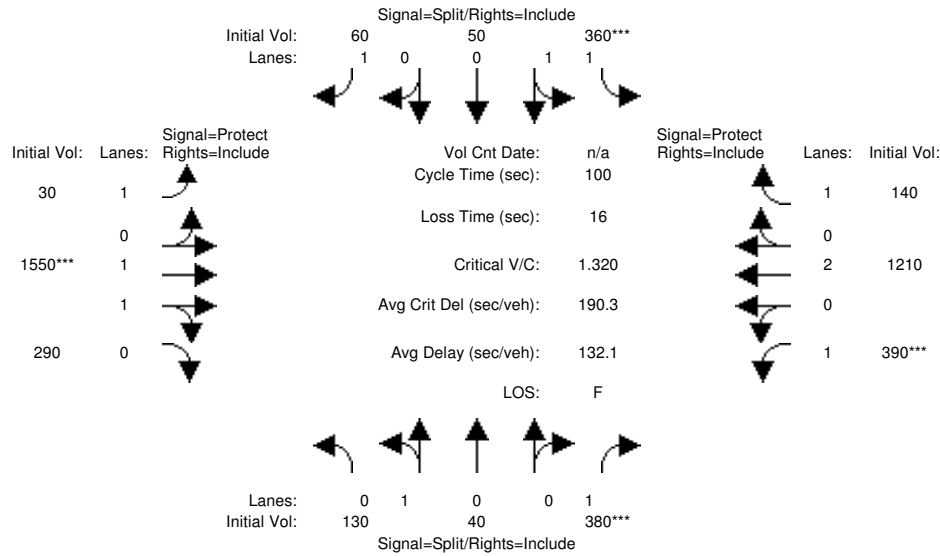 Signal=Split/Rights=Include
Initial Vol: 60 50 360***
Lanes: 1 0 0 1 1
Signal=Protect Signal=Protect
Initial Vol: Lanes: Rights=Include Vol Cnt Date: n/a Rights=Include Lanes: Initial Vol:
Cycle Time (sec): 100
30 1 1 140
Loss Time (sec): 16
0 0
1550*** 1 Critical V/C: 1.320 2 1210
1 Avg Crit Del (sec/veh): 190.3 0
290 0 Avg Delay (sec/veh): 132.1 1 390***
LOS: F
Lanes: 0 1 0 0 1
Initial Vol: 130 40 380***
Signal=Split/Rights=Include